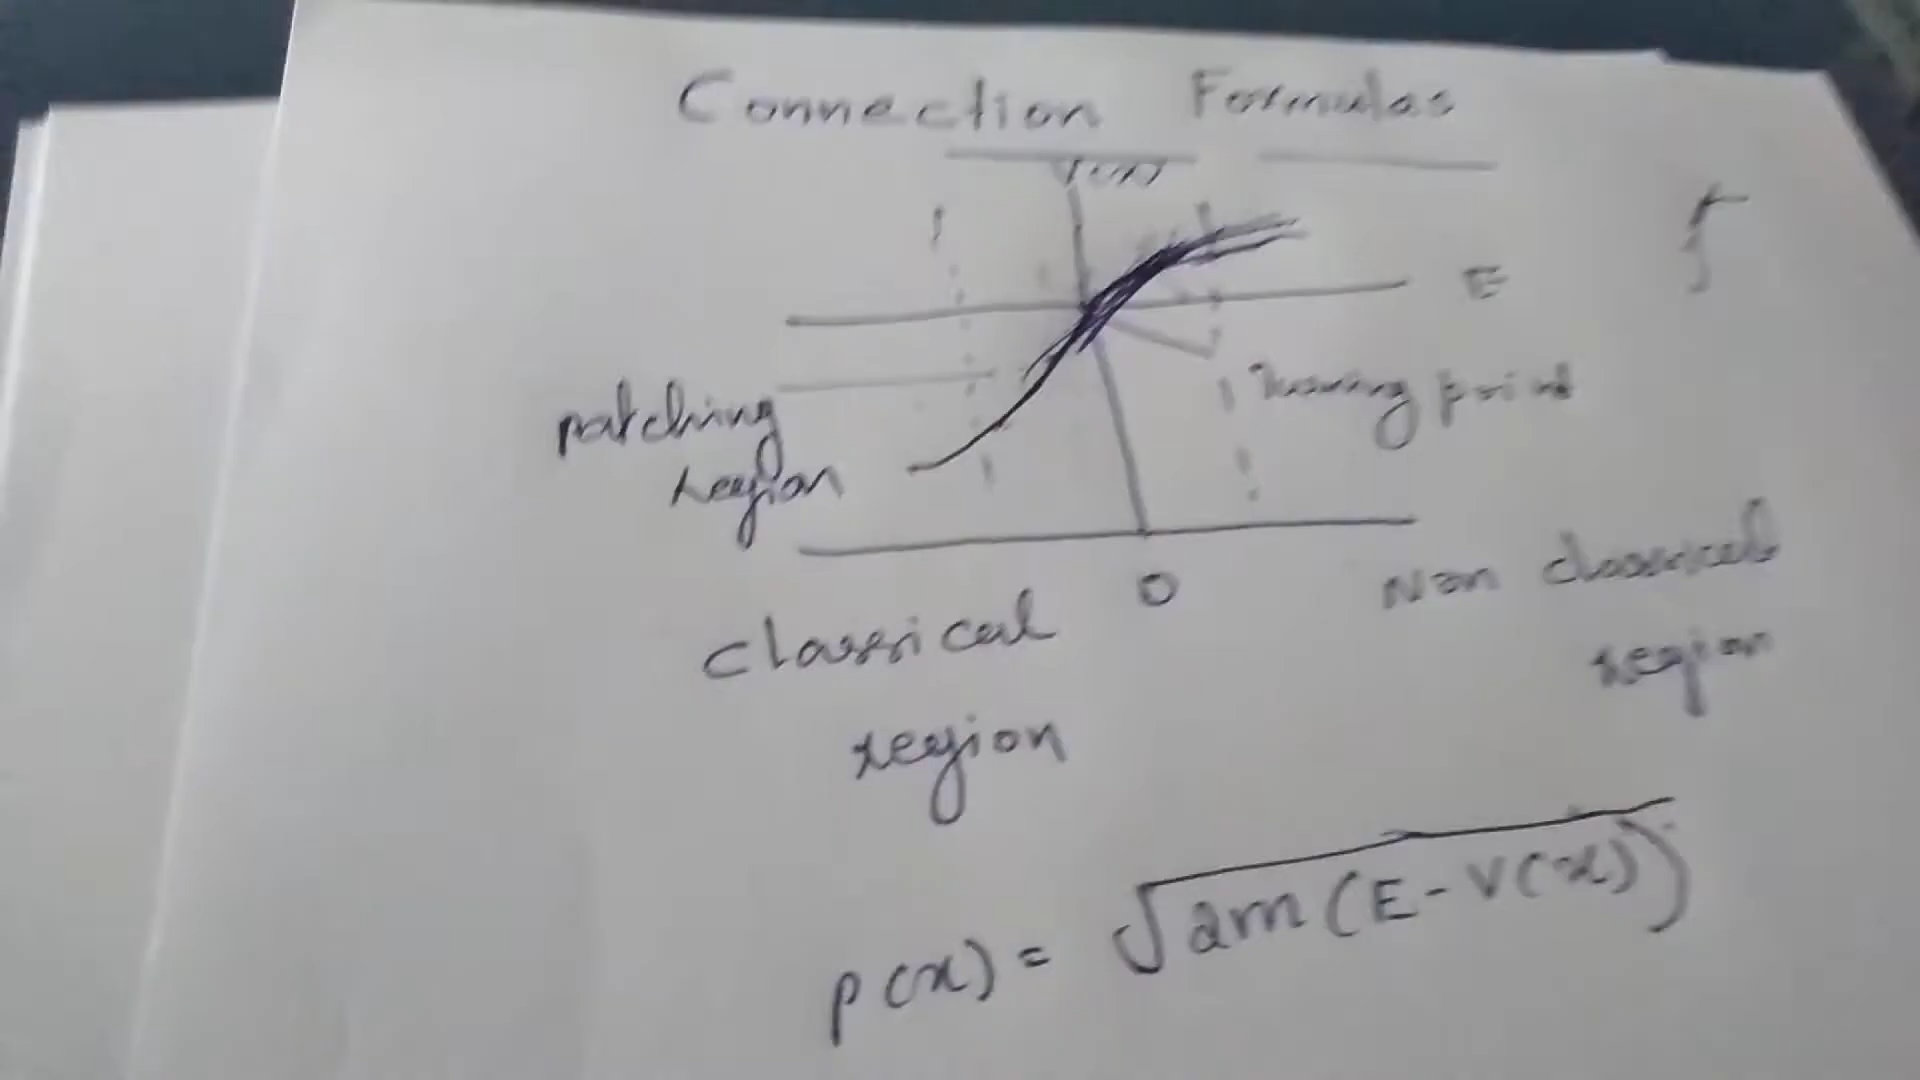 Connection Formulas
V(x)
E
Turning point
patching
region
0
Non classical
region
classical
region
p(x) = √2m(E-V(x))